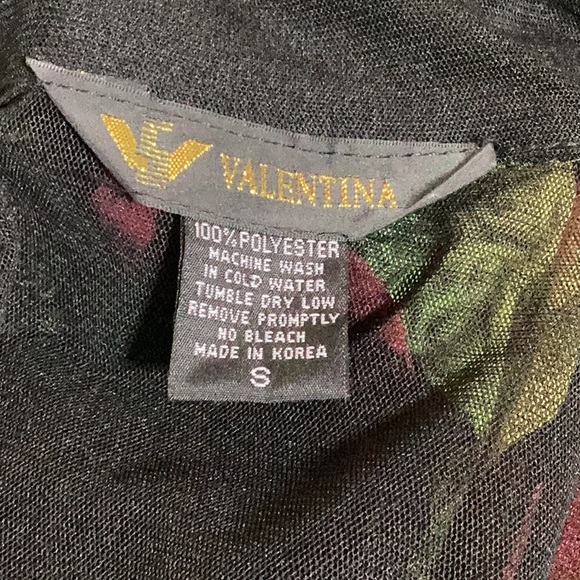 VALENTINA
100% POLYESTER
MACHINE WASH
IN COLD WATER
TUMBLE DRY LOW
REMOVE PROMPTLY
NO BLEACH
MADE IN KOREA
S